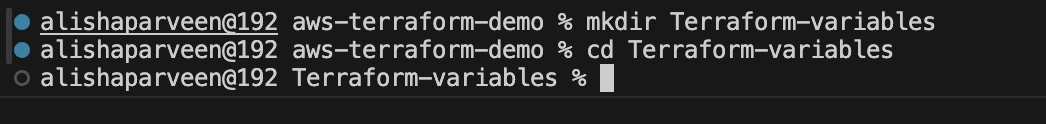 alishaparveen@192 aws-terraform-demo % mkdir Terraform-variables
alishaparveen@192 aws-terraform-demo % cd Terraform-variables
alishaparveen@192 Terraform-variables %